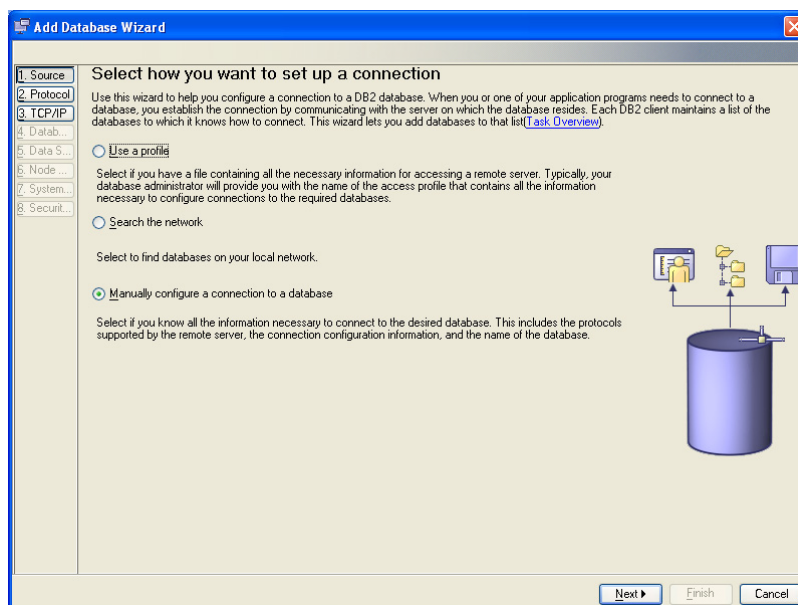 Add Database Wizard
1. Source
2. Protocol
3. TCP/IP
4. Datab...
5. Data S...
6. Node ...
7. System...
8. Securit...
Select how you want to set up a connection
Use this wizard to help you configure a connection to a DB2 database. When you or one of your application programs needs to connect to a
database, you establish the connection by communicating with the server on which the database resides. Each DB2 client maintains a list of the
databases to which it knows how to connect. This wizard lets you add databases to that list(Task Overview).
Use a profile
Select if you have a file containing all the necessary information for accessing a remote server. Typically, your
database administrator will provide you with the name of the access profile that contains all the information
necessary to configure connections to the required databases.
Search the network
Select to find databases on your local network.
Manually configure a connection to a database
Select if you know all the information necessary to connect to the desired database. This includes the protocols
supported by the remote server, the connection configuration information, and the name of the database.
Next
Finish
Cancel